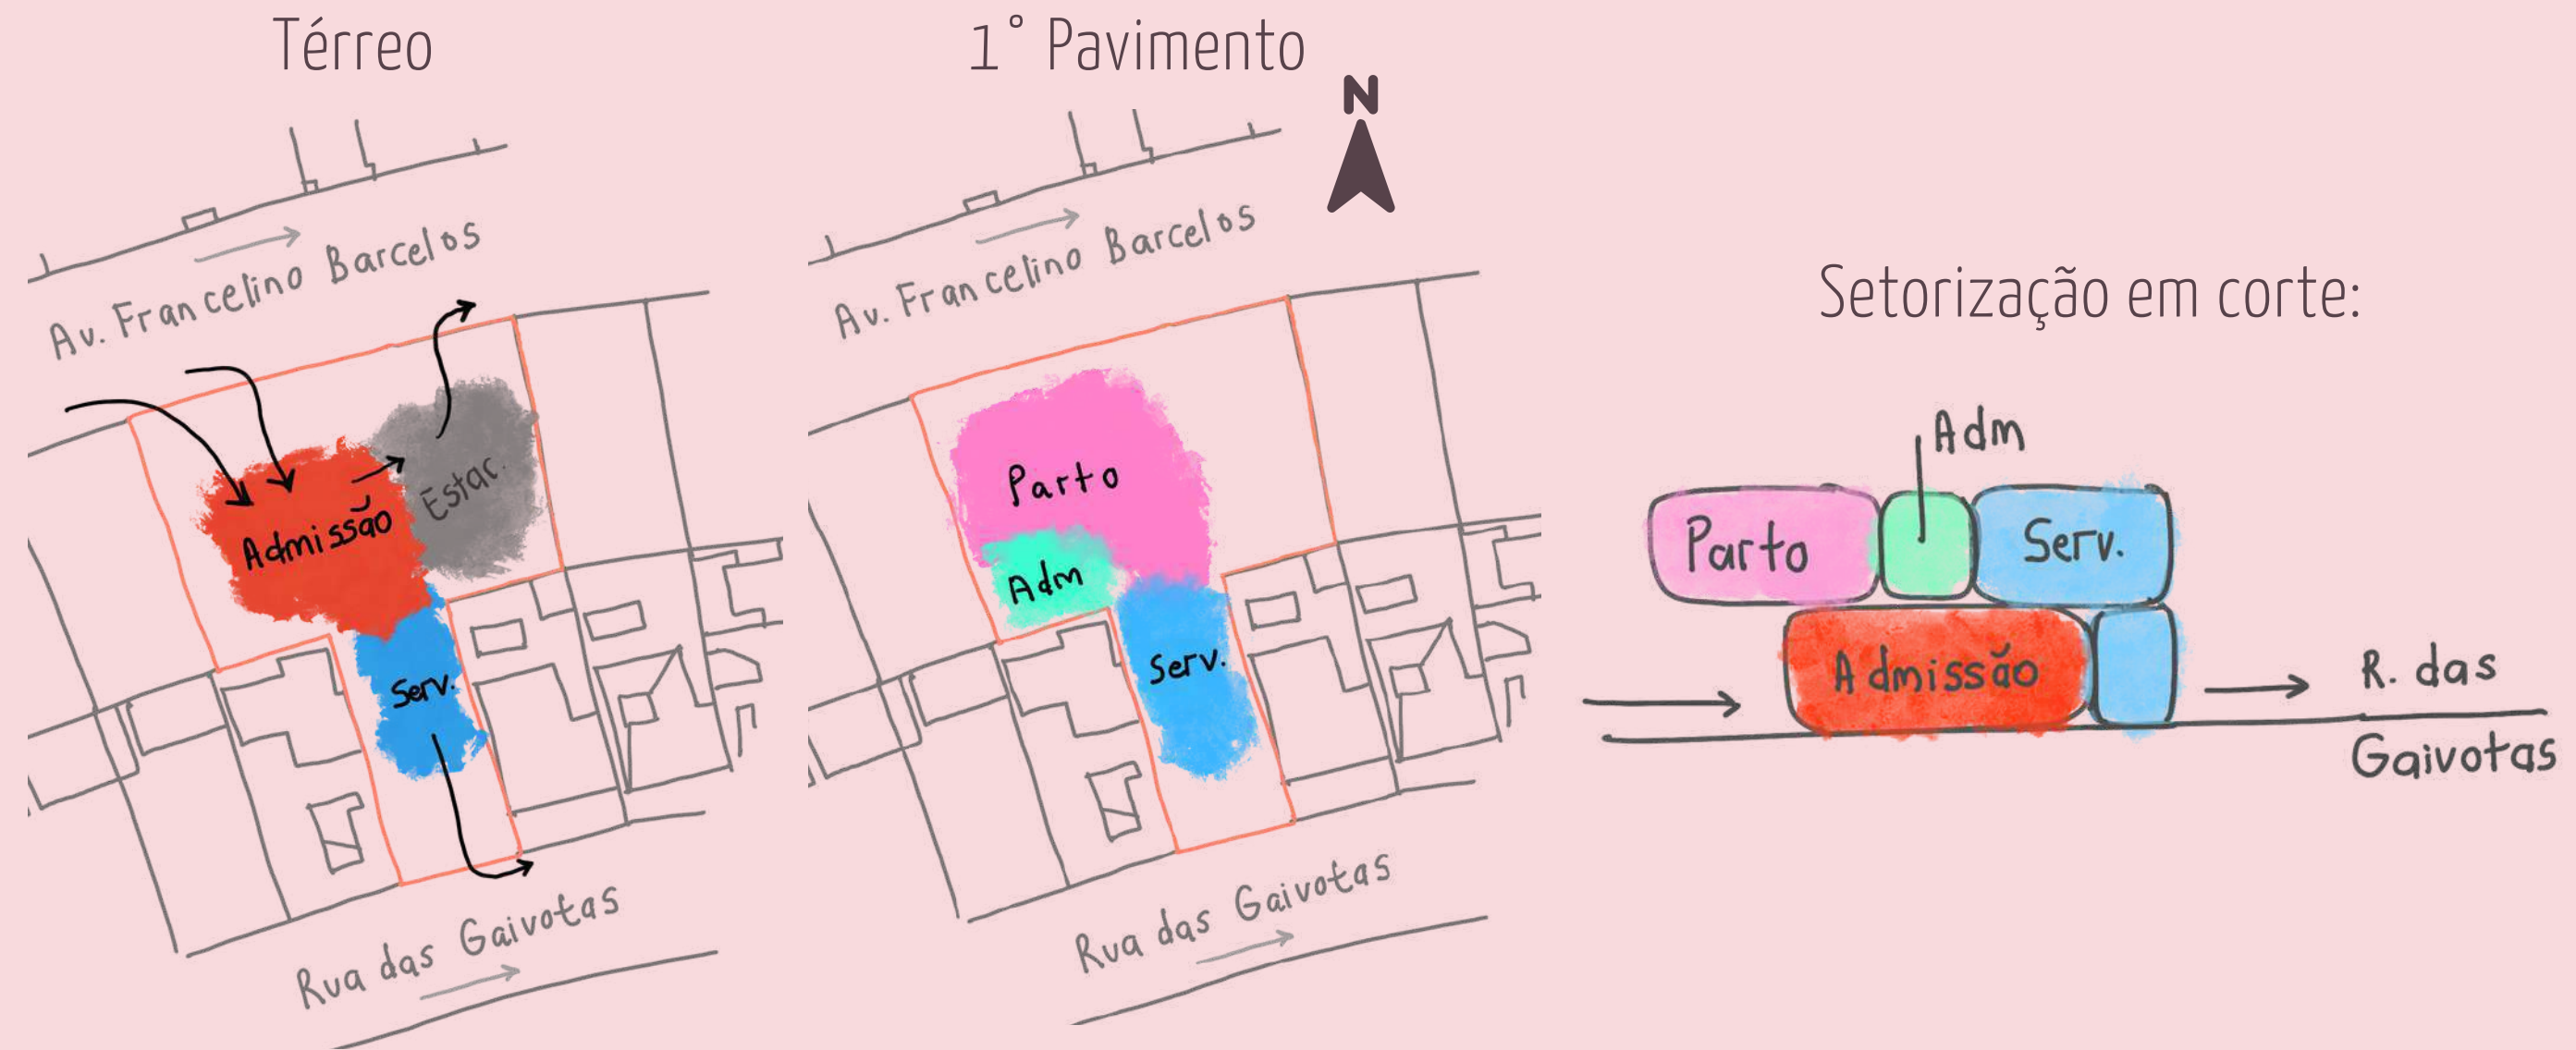 Térreo
Av. Francelino Barcelos
Admissão
Estac.
Serv.
Rua das Gaivotas
1° Pavimento
N
Av. Francelino Barcelos
Parto
Adm
Serv.
Rua das Gaivotas
Setorização em corte:
Adm
Parto
Serv.
Admissão
R. das
Gaivotas